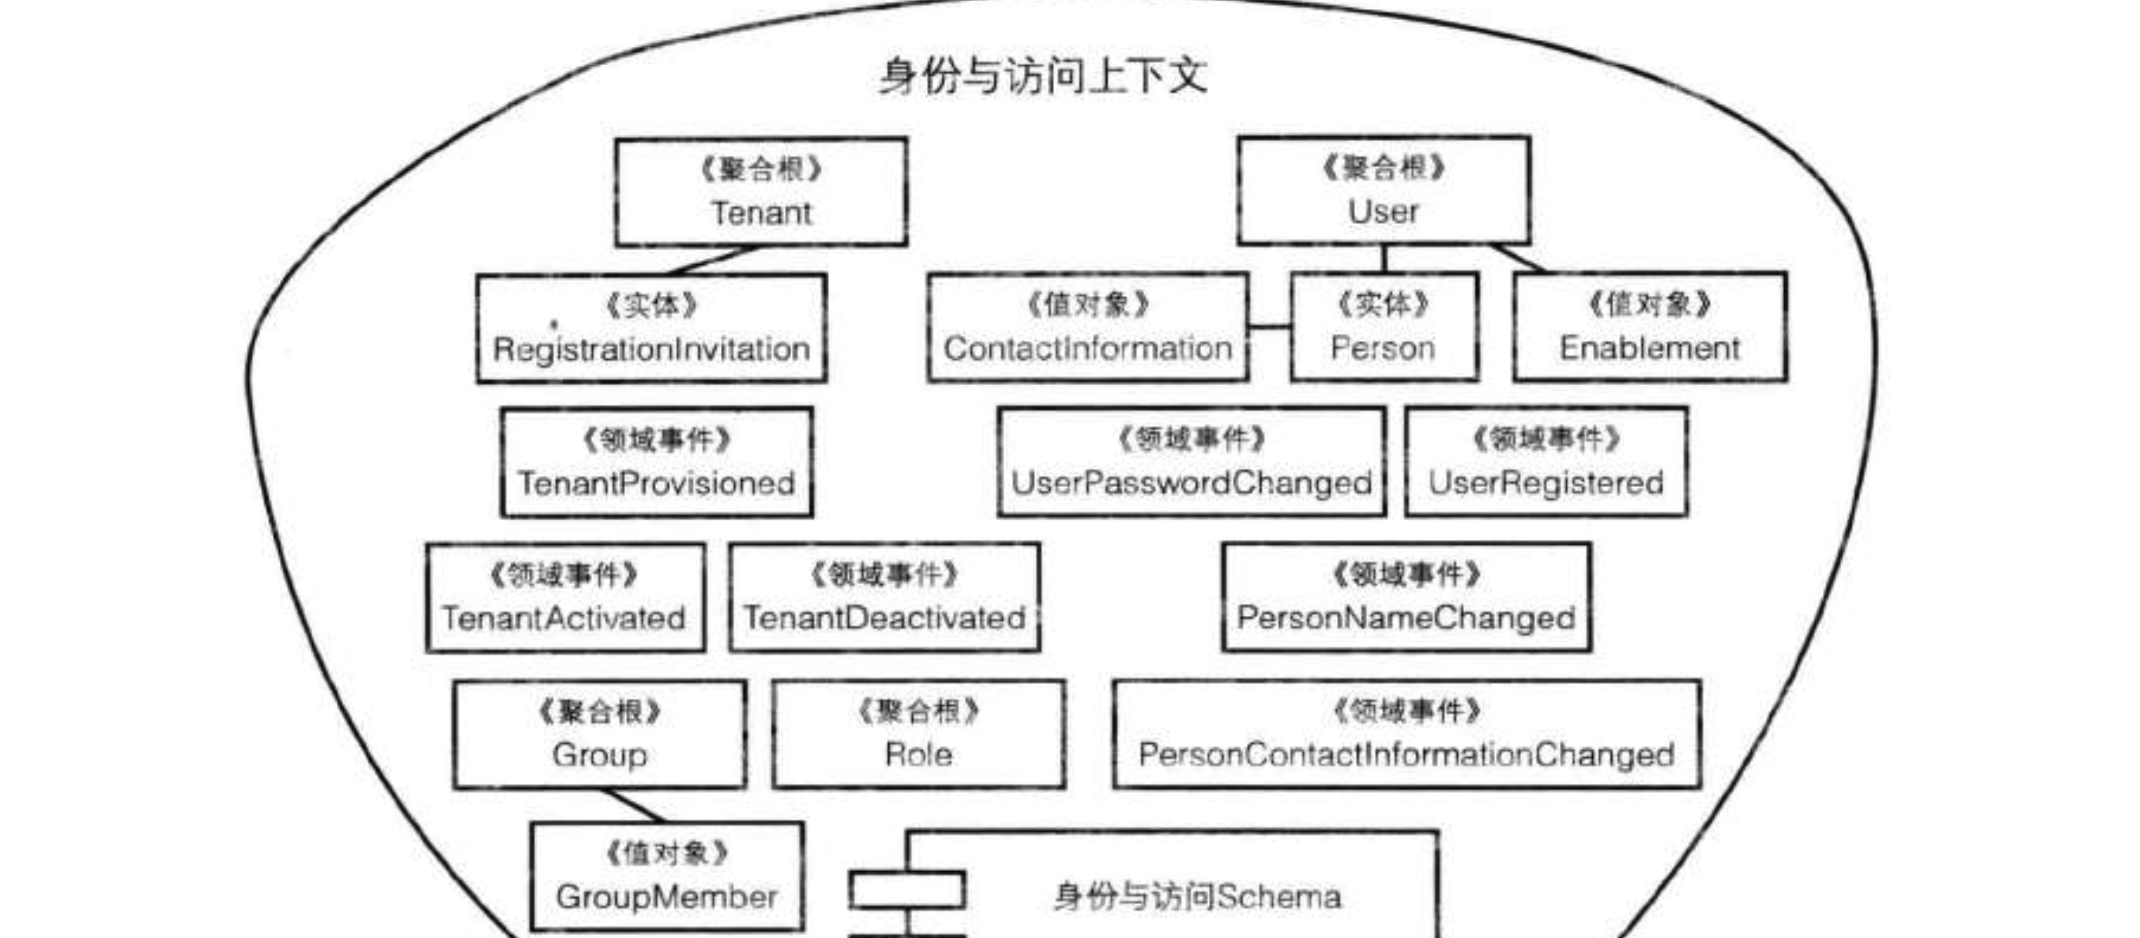 身份与访问上下文
《聚合根》
Tenant
《聚合根》
User
《实体》
RegistrationInvitation
《值对象》
ContactInformation
《实体》
Person
《值对象》
Enablement
《领域事件》
TenantProvisioned
《领域事件》
UserPasswordChanged
《领域事件》
UserRegistered
《领域事件》
TenantActivated
《领域事件》
TenantDeactivated
《领域事件》
PersonNameChanged
《聚合根》
Group
《聚合根》
Role
《领域事件》
PersonContactInformationChanged
《值对象》
GroupMember
身份与访问Schema